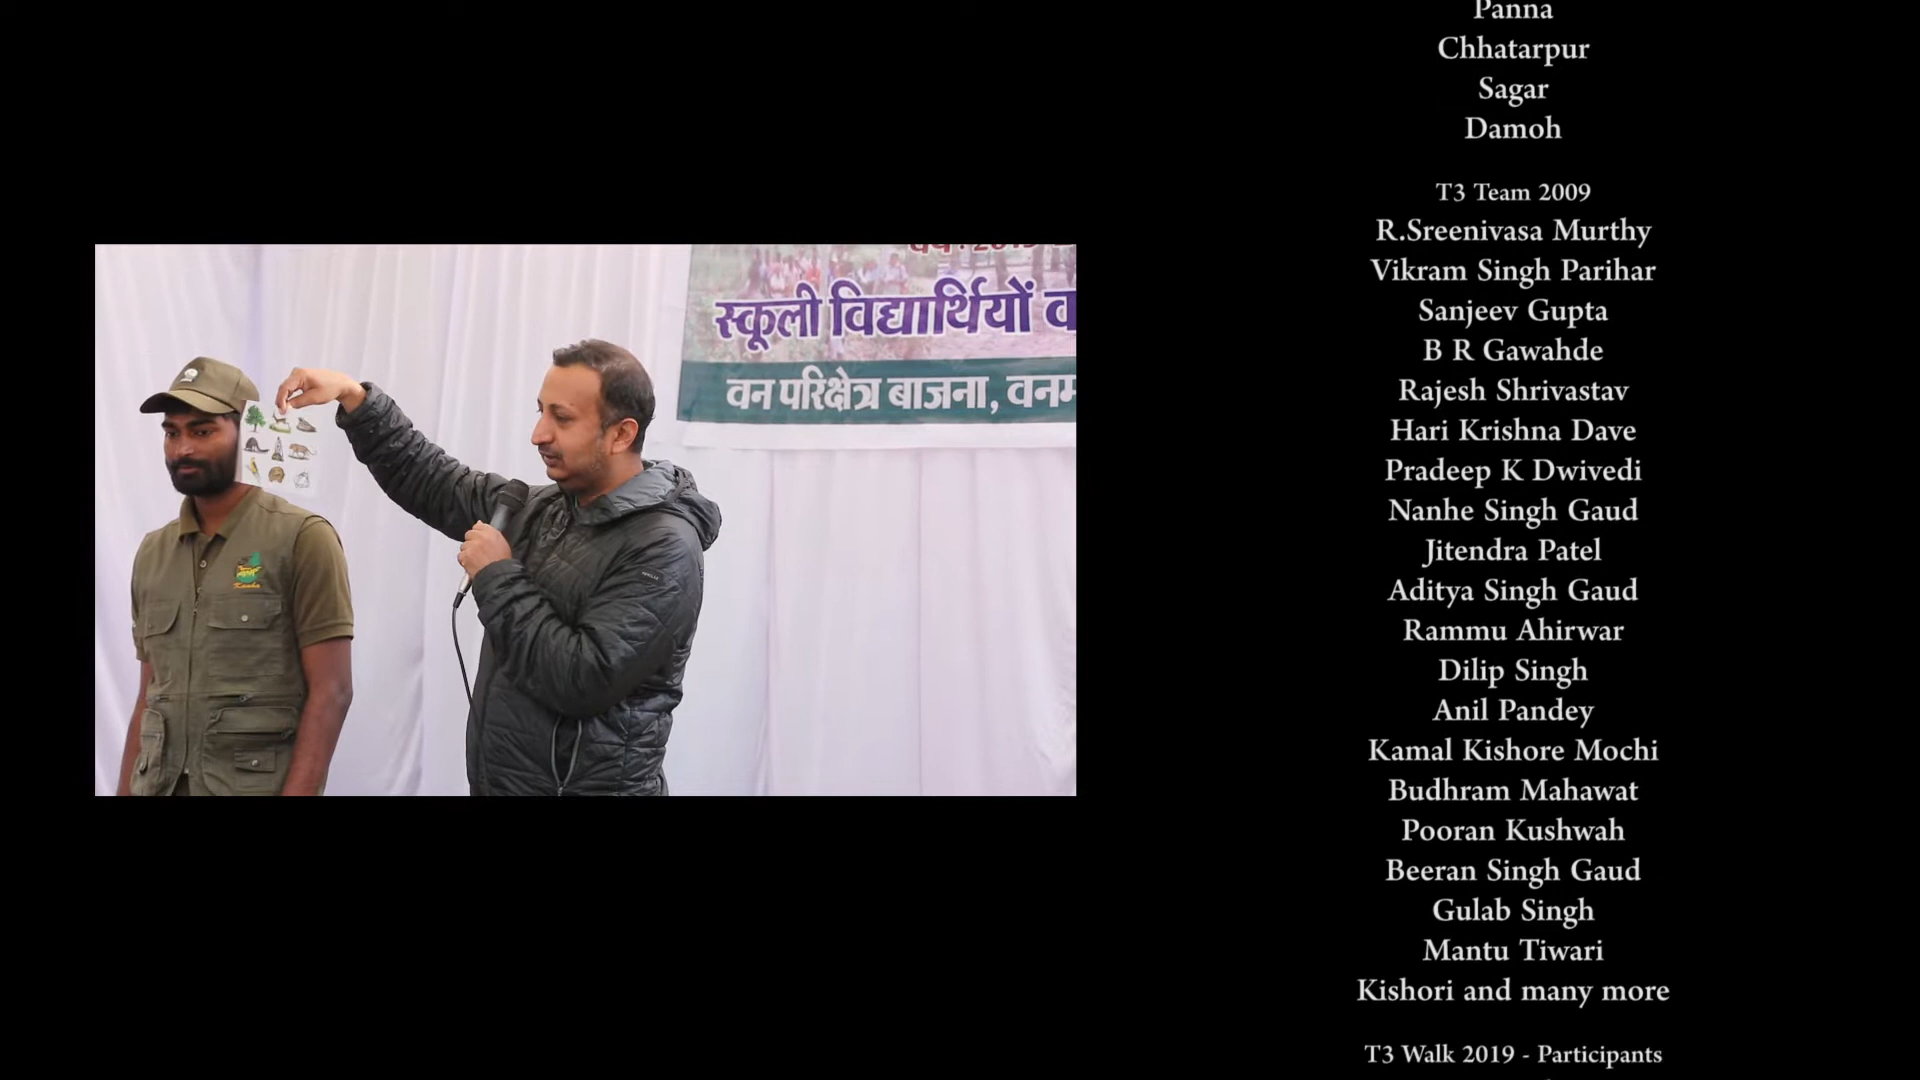 स्कूली विद्यार्थियों
वन परिक्षेत्र बाजना,
Kanha
Panna
Chhatarpur
Sagar
Damoh
T3 Team 2009
R.Sreenivasa Murthy
Vikram Singh Parihar
Sanjeev Gupta
B R Gawahde
Rajesh Shrivastav
Hari Krishna Dave
Pradeep K Dwivedi
Nanhe Singh Gaud
Jitendra Patel
Aditya Singh Gaud
Rammu Ahirwar
Dilip Singh
Anil Pandey
Kamal Kishore Mochi
Budhram Mahawat
Pooran Kushwah
Beeran Singh Gaud
Gulab Singh
Mantu Tiwari
Kishori and many more
T3 Walk 2019 - Participants